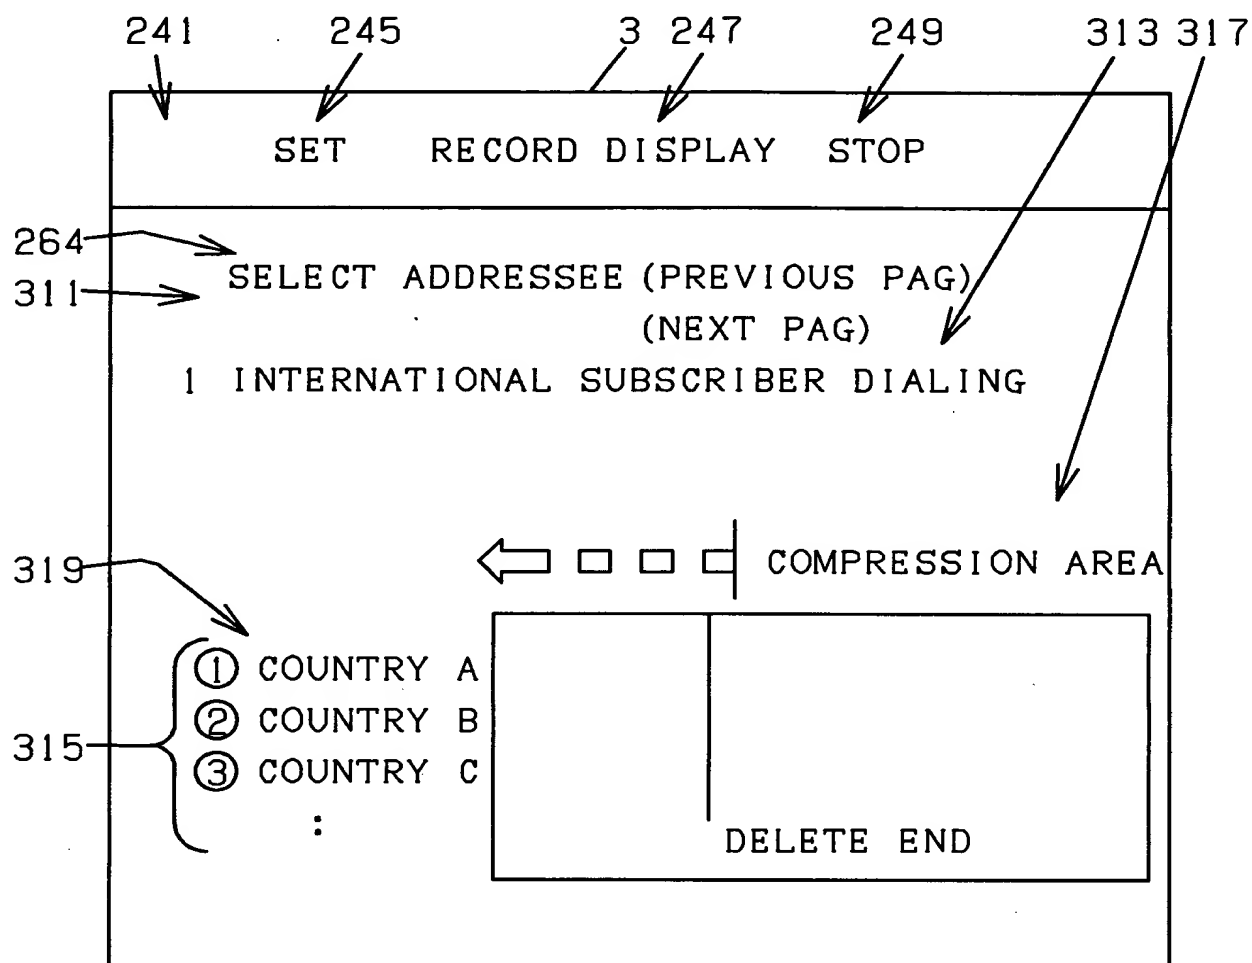 241 245 3 247 249 313 317
SET RECORD DISPLAY STOP
264
SELECT ADDRESSEE (PREVIOUS PAG)
311
(NEXT PAG)
1 INTERNATIONAL SUBSCRIBER DIALING
COMPRESSION AREA
319
① COUNTRY A
② COUNTRY B
315
③ COUNTRY C
:
DELETE END